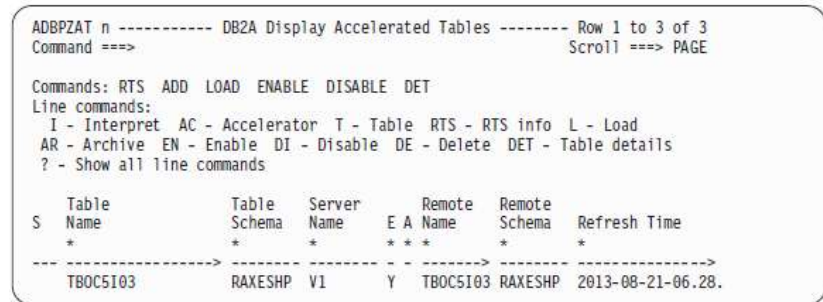 ADBPZAT n ----------- DB2A Display Accelerated Tables -------- Row 1 to 3 of 3
Command ===>                                                  Scroll ===> PAGE
Commands: RTS  ADD  LOAD  ENABLE  DISABLE  DET
Line commands:
I - Interpret  AC - Accelerator  T - Table  RTS - RTS info  L - Load
AR - Archive  EN - Enable  DI - Disable  DE - Delete  DET - Table details
? - Show all line commands
Table              Table    Server       Remote   Remote
S   Name               Schema   Name     E A Name     Schema   Refresh Time
*                  *        *        * * *        *        *
--- -----------------> -------- -------- - - -------> -------- --------------->
TBOC5I03           RAXESHP  V1       Y   TBOC5I03 RAXESHP  2013-08-21-06.28.